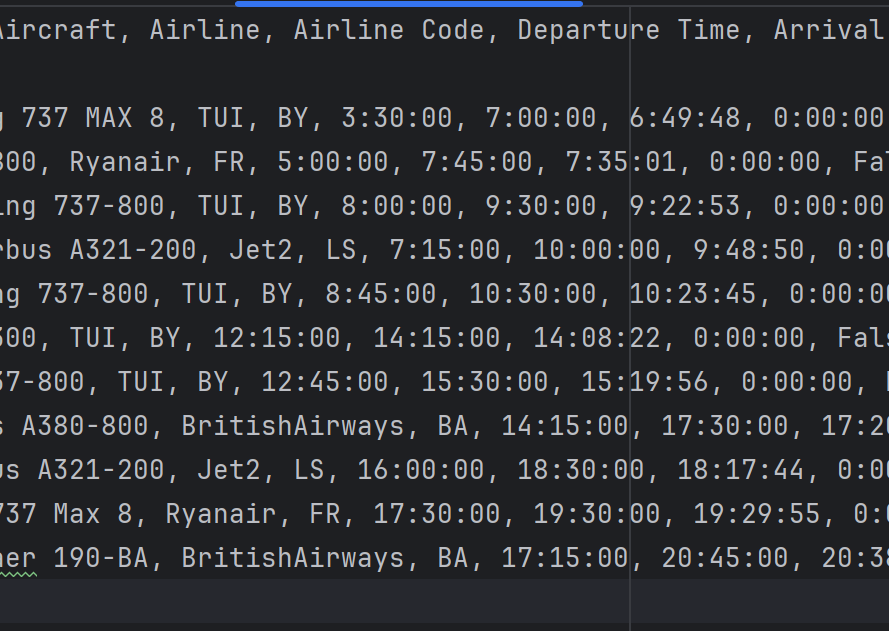 Aircraft, Airline, Airline Code, Departure Time, Arrival
737 MAX 8, TUI, BY, 3:30:00, 7:00:00, 6:49:48, 0:00:00
800, Ryanair, FR, 5:00:00, 7:45:00, 7:35:01, 0:00:00, Fal
ing 737-800, TUI, BY, 8:00:00, 9:30:00, 9:22:53, 0:00:00
rbus A321-200, Jet2, LS, 7:15:00, 10:00:00, 9:48:50, 0:00
ng 737-800, TUI, BY, 8:45:00, 10:30:00, 10:23:45, 0:00:00
300, TUI, BY, 12:15:00, 14:15:00, 14:08:22, 0:00:00, Fals
37-800, TUI, BY, 12:45:00, 15:30:00, 15:19:56, 0:00:00,
s A380-800, BritishAirways, BA, 14:15:00, 17:30:00, 17:20
us A321-200, Jet2, LS, 16:00:00, 18:30:00, 18:17:44, 0:00
737 Max 8, Ryanair, FR, 17:30:00, 19:30:00, 19:29:55, 0:0
ner 190-BA, BritishAirways, BA, 17:15:00, 20:45:00, 20:38